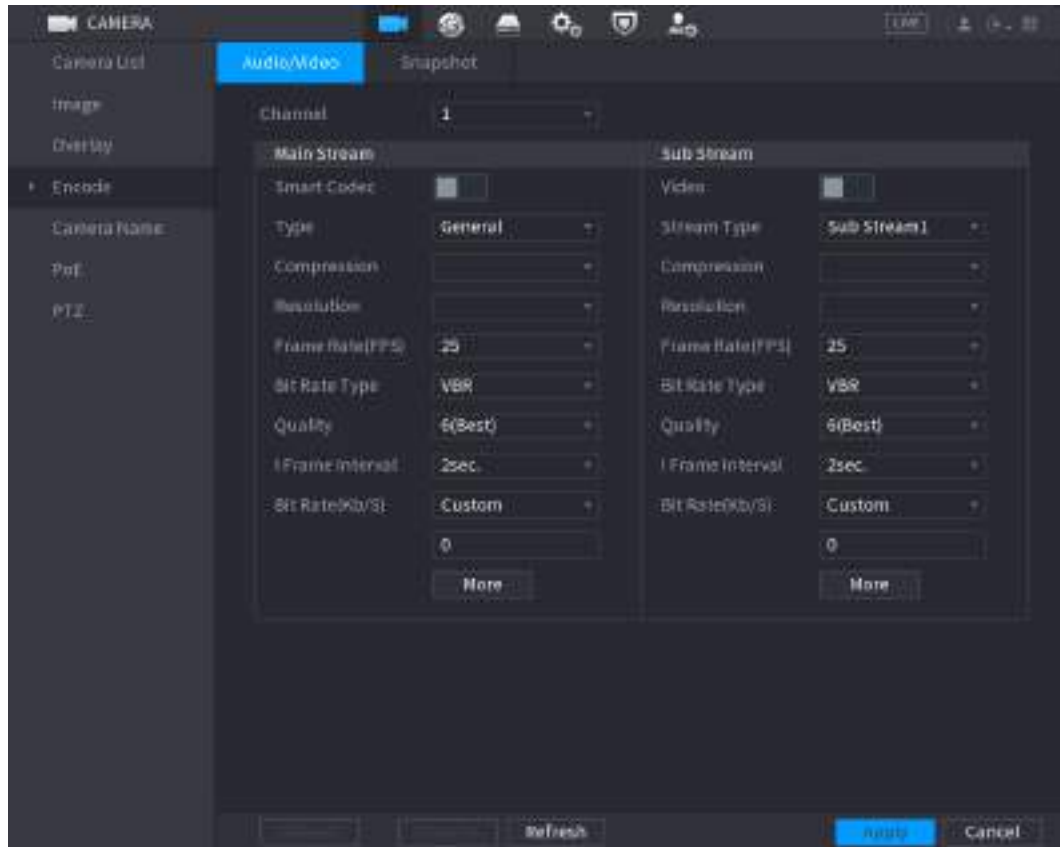 CAMERA LIVE
Camera List
Image
Overlay
Encode
Camera Name
PoE
PTZ
Audio/Video Snapshot
Channel 1
Main Stream Sub Stream
Smart Codec Video
Type General Stream Type Sub Stream1
Compression Compression
Resolution Resolution
Frame Rate(FPS) 25 Frame Rate(FPS) 25
Bit Rate Type VBR Bit Rate Type VBR
Quality 6(Best) Quality 6(Best)
I Frame Interval 2sec. I Frame Interval 2sec.
Bit Rate(Kb/S) Custom Bit Rate(Kb/S) Custom
0 0
More More
Refresh Apply Cancel